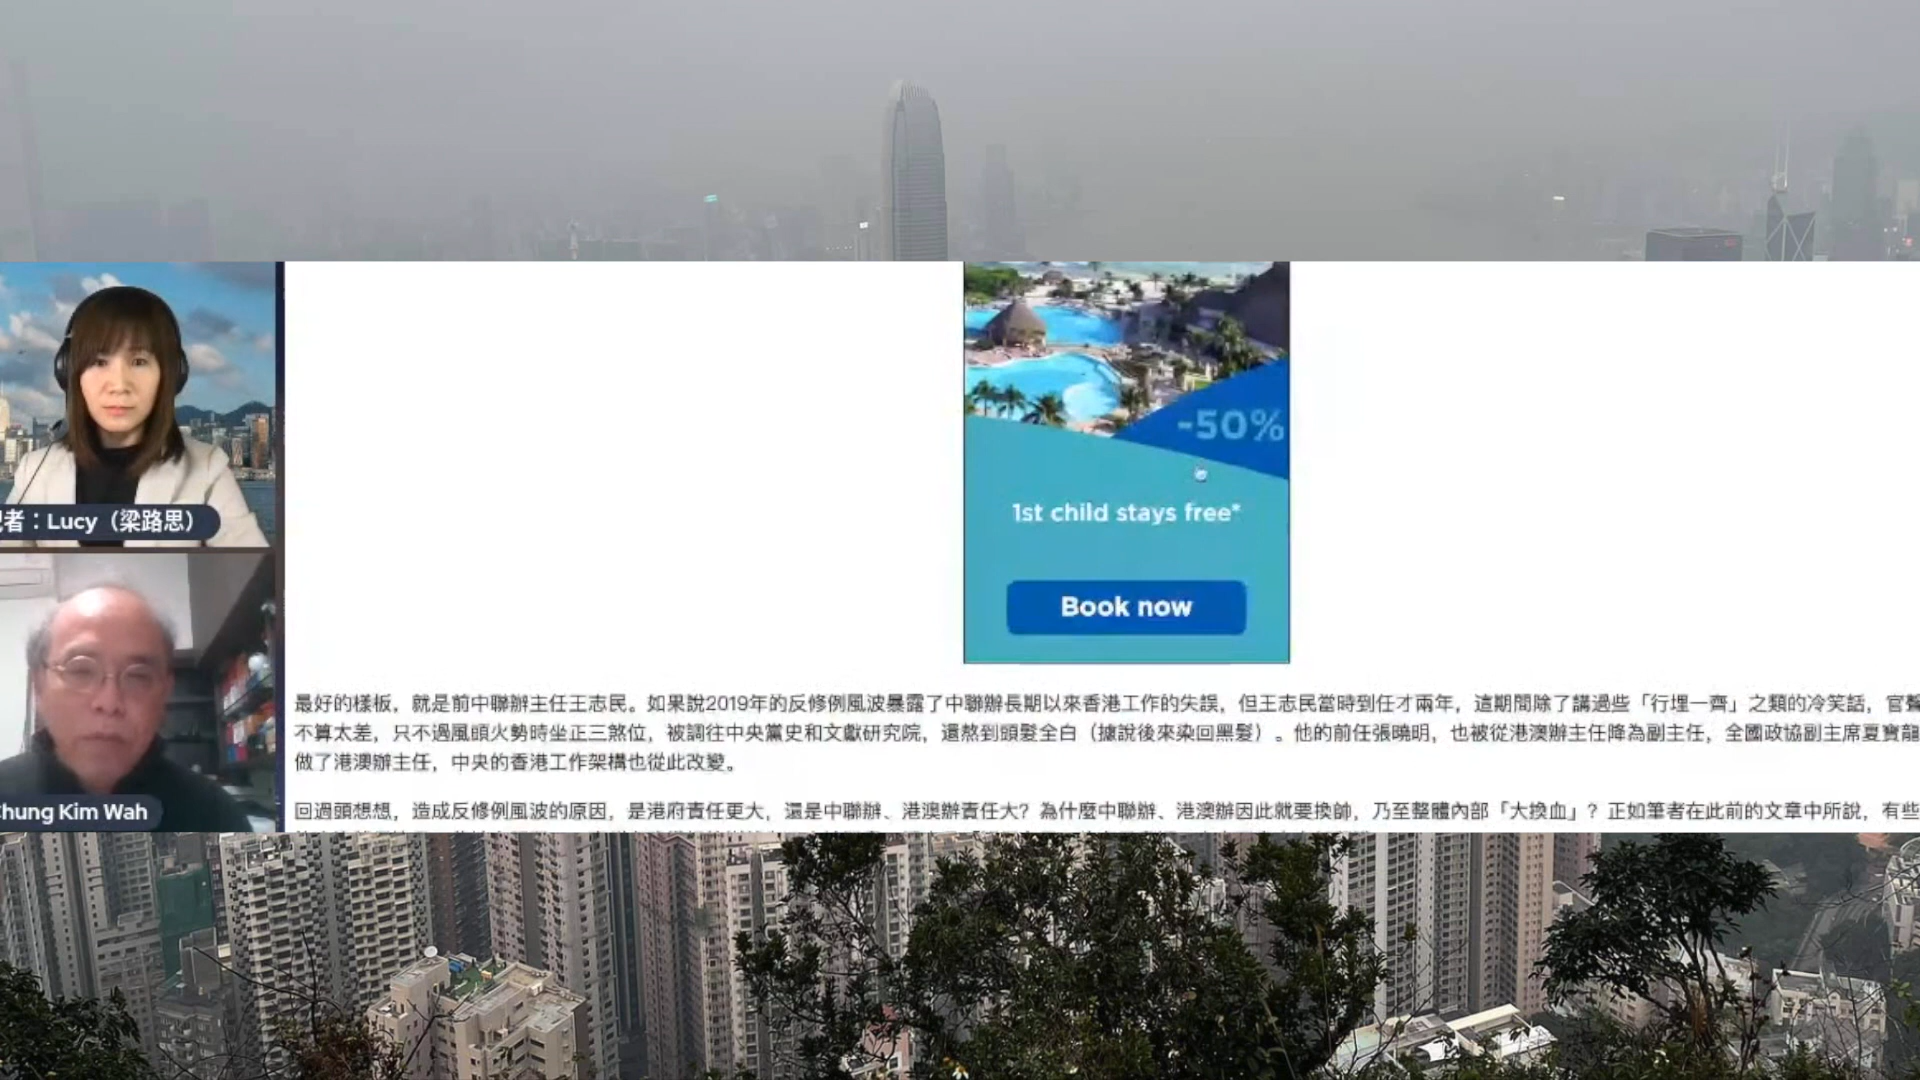 -50%
1st child stays free*
Book now
者：Lucy（梁路思）
hung Kim Wah
最好的樣板，就是前中聯辦主任王志民。如果說2019年的反修例風波暴露了中聯辦長期以來香港工作的失誤，但王志民當時到任才兩年，這期間除了講過些「行埋一齊」之類的冷笑話，官聲
不算太差，只不過風頭火勢時坐正三煞位，被調往中央黨史和文獻研究院，還熬到頭髮全白（據說後來染回黑髮）。他的前任張曉明，也被從港澳辦主任降為副主任，全國政協副主席夏寶龍
做了港澳辦主任，中央的香港工作架構也從此改變。
回過頭想想，造成反修例風波的原因，是港府責任更大，還是中聯辦、港澳辦責任大？為什麼中聯辦、港澳辦因此就要換帥，乃至整體內部「大換血」？正如筆者在此前的文章中所說，有些